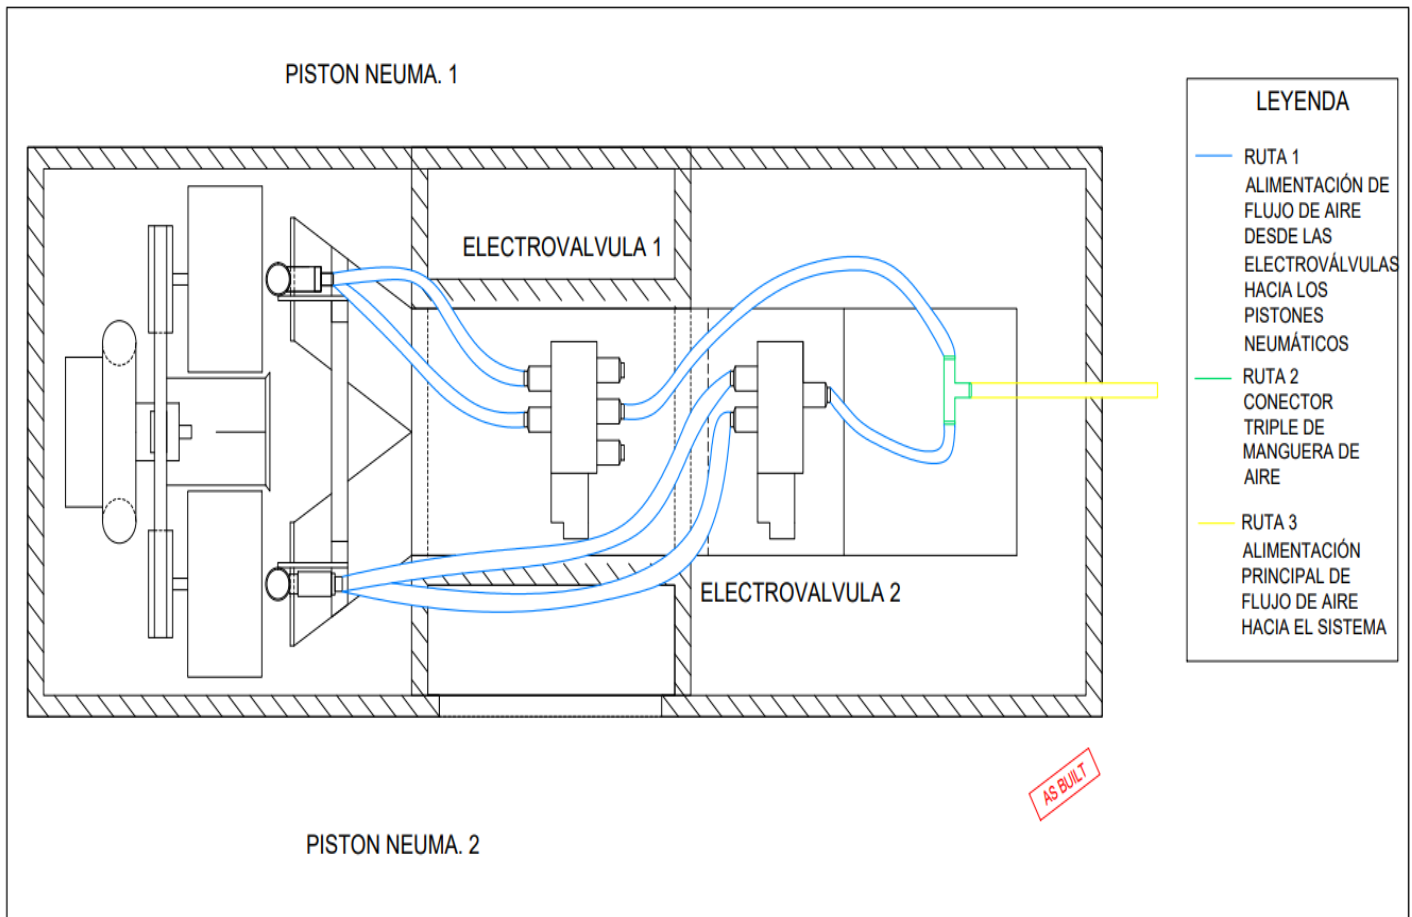 PISTON NEUMA. 1
LEYENDA
RUTA 1
ALIMENTACIÓN DE
FLUJO DE AIRE
DESDE LAS
ELECTROVÁLVULAS
HACIA LOS
PISTONES
NEUMÁTICOS
RUTA 2
CONECTOR
TRIPLE DE
MANGUERA DE
AIRE
RUTA 3
ALIMENTACIÓN
PRINCIPAL DE
FLUJO DE AIRE
HACIA EL SISTEMA
ELECTROVALVULA 1
ELECTROVALVULA 2
AS BUILT
PISTON NEUMA. 2